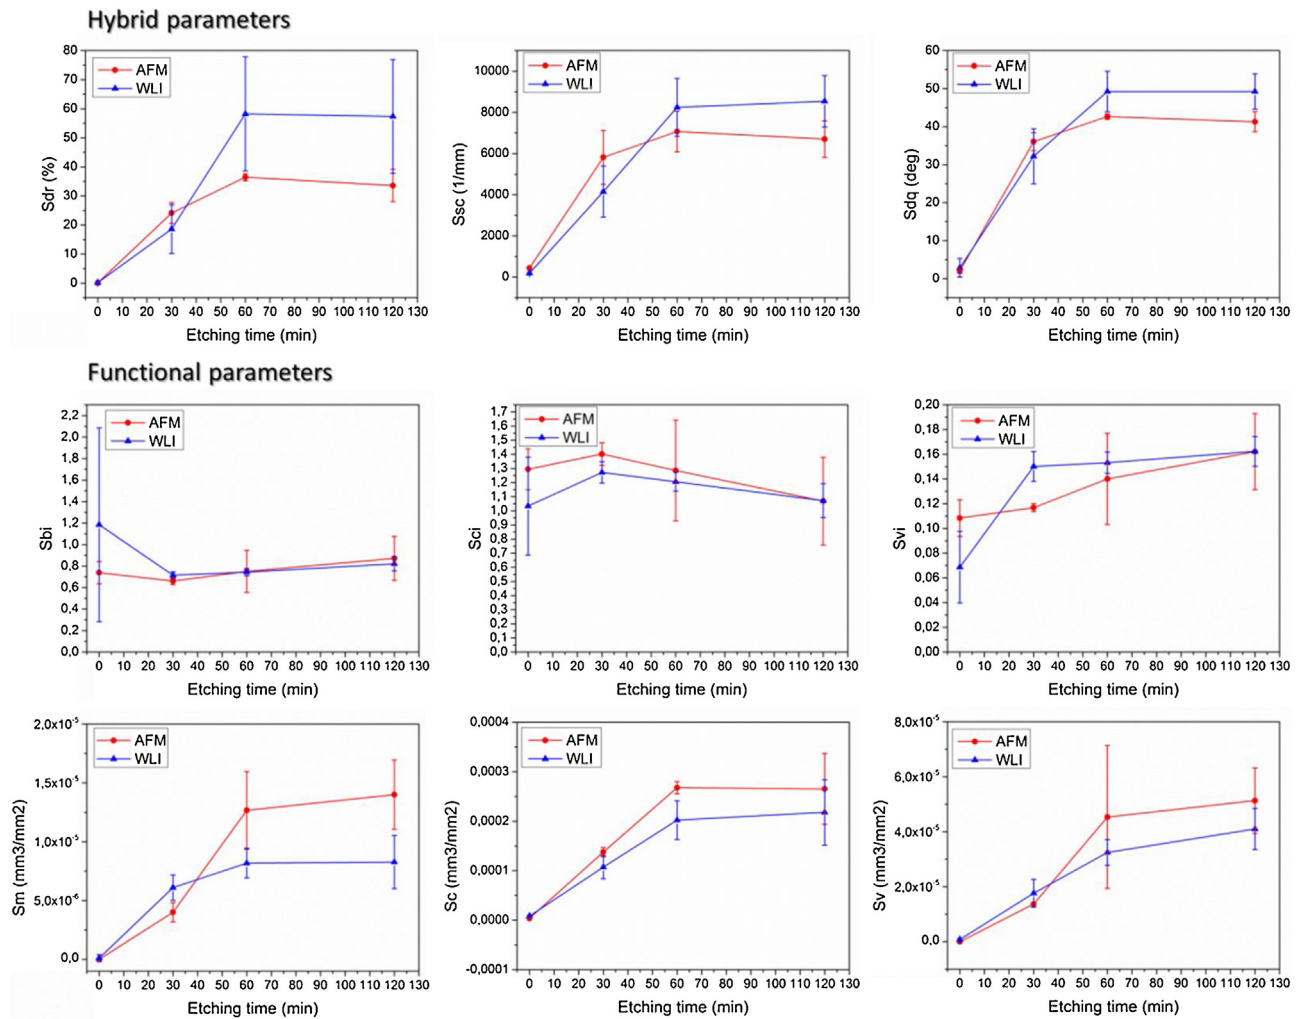 Hybrid parameters
80
70
60
50
40
30
20
10
0
Sdr (%)
AFM
WLI
0 10 20 30 40 50 60 70 80 90 100 110 120 130
Etching time (min)
10000
8000
6000
4000
2000
0
Ssc (1/mm)
AFM
WLI
0 10 20 30 40 50 60 70 80 90 100 110 120 130
Etching time (min)
60
50
40
30
20
10
0
Sdq (deg)
AFM
WLI
0 10 20 30 40 50 60 70 80 90 100 110 120 130
Etching time (min)
Functional parameters
2,2
2,0
1,8
1,6
1,4
1,2
1,0
0,8
0,6
0,4
0,2
0,0
Sbi
AFM
WLI
0 10 20 30 40 50 60 70 80 90 100 110 120 130
Etching time (min)
1,7
1,6
1,5
1,4
1,3
1,2
1,1
1,0
0,9
0,8
0,7
0,6
0,5
0,4
0,3
0,2
0,1
0,0
Sci
AFM
WLI
0 10 20 30 40 50 60 70 80 90 100 110 120 130
Etching time (min)
0,20
0,18
0,16
0,14
0,12
0,10
0,08
0,06
0,04
0,02
0,00
Svi
AFM
WLI
0 10 20 30 40 50 60 70 80 90 100 110 120 130
Etching time (min)
2,0x10⁻⁵
1,5x10⁻⁵
1,0x10⁻⁵
5,0x10⁻⁶
0,0
Sm (mm3/mm2)
AFM
WLI
0 10 20 30 40 50 60 70 80 90 100 110 120 130
Etching time (min)
0,0004
0,0003
0,0002
0,0001
0,0000
-0,0001
Sc (mm3/mm2)
AFM
WLI
0 10 20 30 40 50 60 70 80 90 100 110 120 130
Etching time (min)
8,0x10⁻⁵
6,0x10⁻⁵
4,0x10⁻⁵
2,0x10⁻⁵
0.0
Sv (mm3/mm2)
AFM
WLI
0 10 20 30 40 50 60 70 80 90 100 110 120 130
Etching time (min)